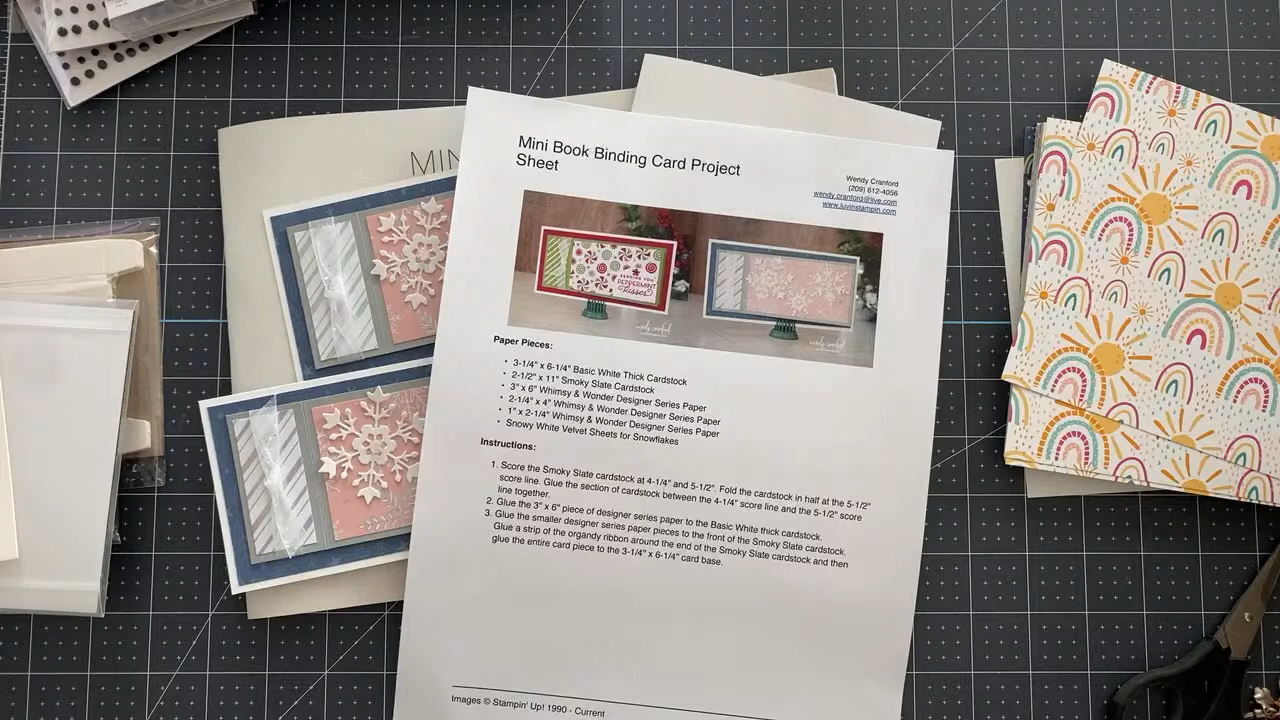 MIN
Mini Book Binding Card Project
Sheet
Wendy Cranford
(209) 612-4056
wendy.cranford@live.com
www.luvinstampin.com
SENDING YOU
PEPPERMINT
Kisses
wendy cranford
wendy cranford
Paper Pieces:
• 3-1/4" x 6-1/4" Basic White Thick Cardstock
• 2-1/2" x 11" Smoky Slate Cardstock
• 3" x 6" Whimsy & Wonder Designer Series Paper
• 2-1/4" x 4" Whimsy & Wonder Designer Series Paper
• 1" x 2-1/4" Whimsy & Wonder Designer Series Paper
• Snowy White Velvet Sheets for Snowflakes
Instructions:
1. Score the Smoky Slate cardstock at 4-1/4" and 5-1/2". Fold the cardstock in half at the 5-1/2"
score line. Glue the section of cardstock between the 4-1/4" score line and the 5-1/2" score
line together.
2. Glue the 3" x 6" piece of designer series paper to the Basic White thick cardstock.
3. Glue the smaller designer series paper pieces to the front of the Smoky Slate cardstock.
Glue a strip of the organdy ribbon around the end of the Smoky Slate cardstock and then
glue the entire card piece to the 3-1/4" x 6-1/4" card base.
Images © Stampin' Up! 1990 - Current